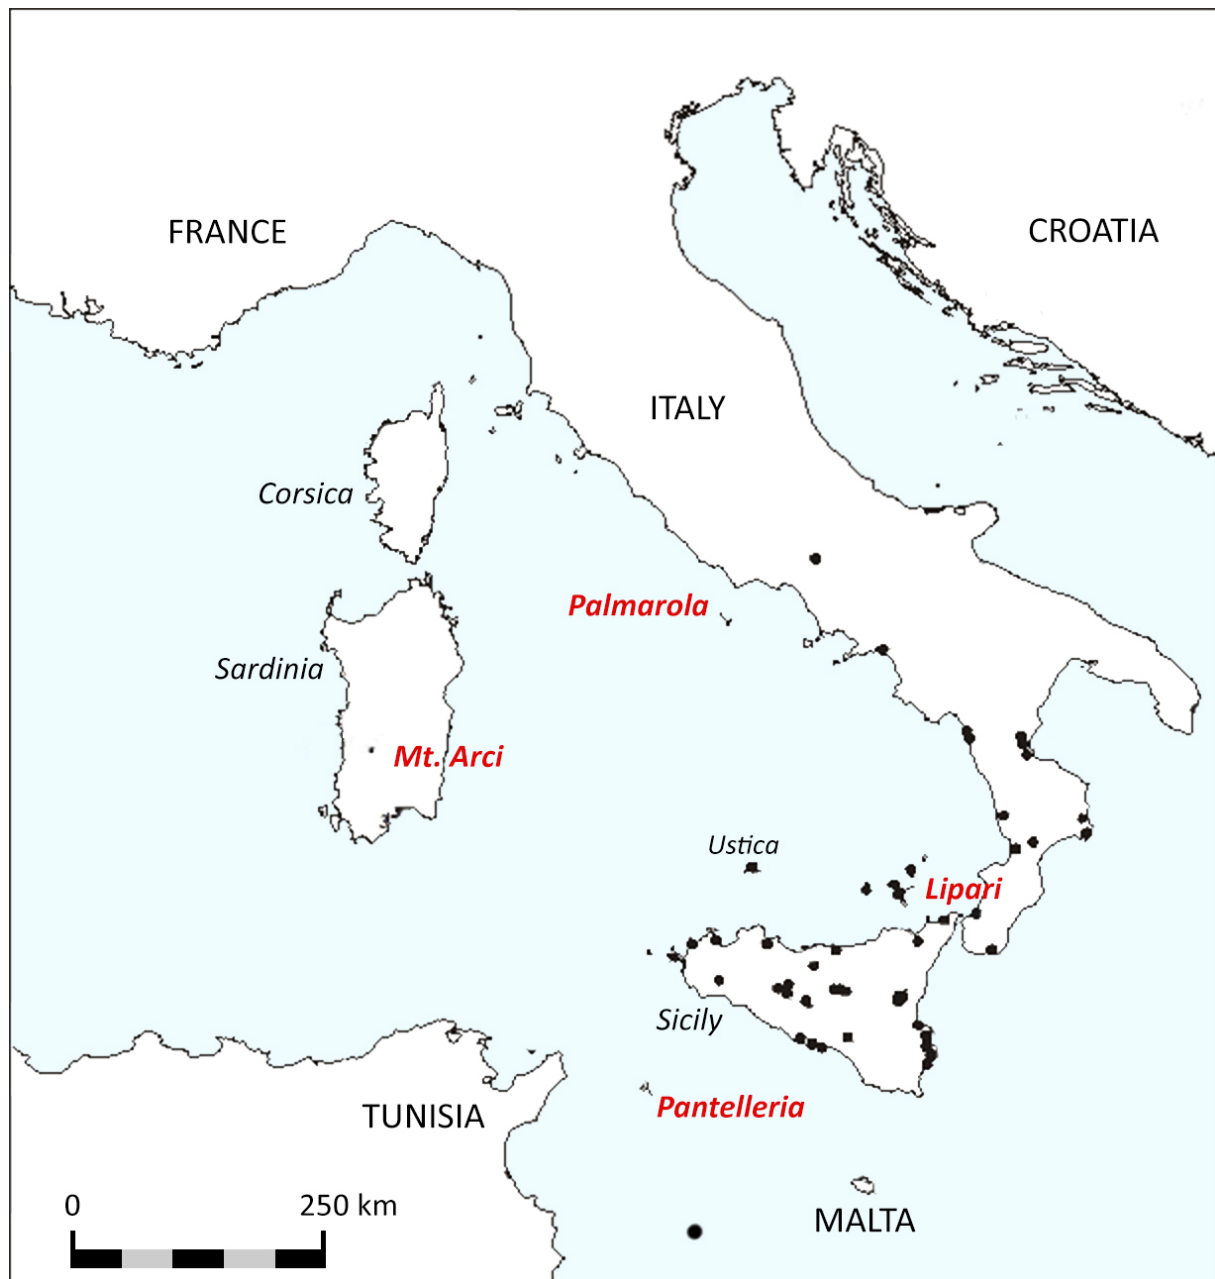 FRANCE
CROATIA
ITALY
Corsica
Palmarola
Sardinia
Mt. Arci
Ustica
Lipari
Sicily
Pantelleria
TUNISIA
0 250 km
MALTA